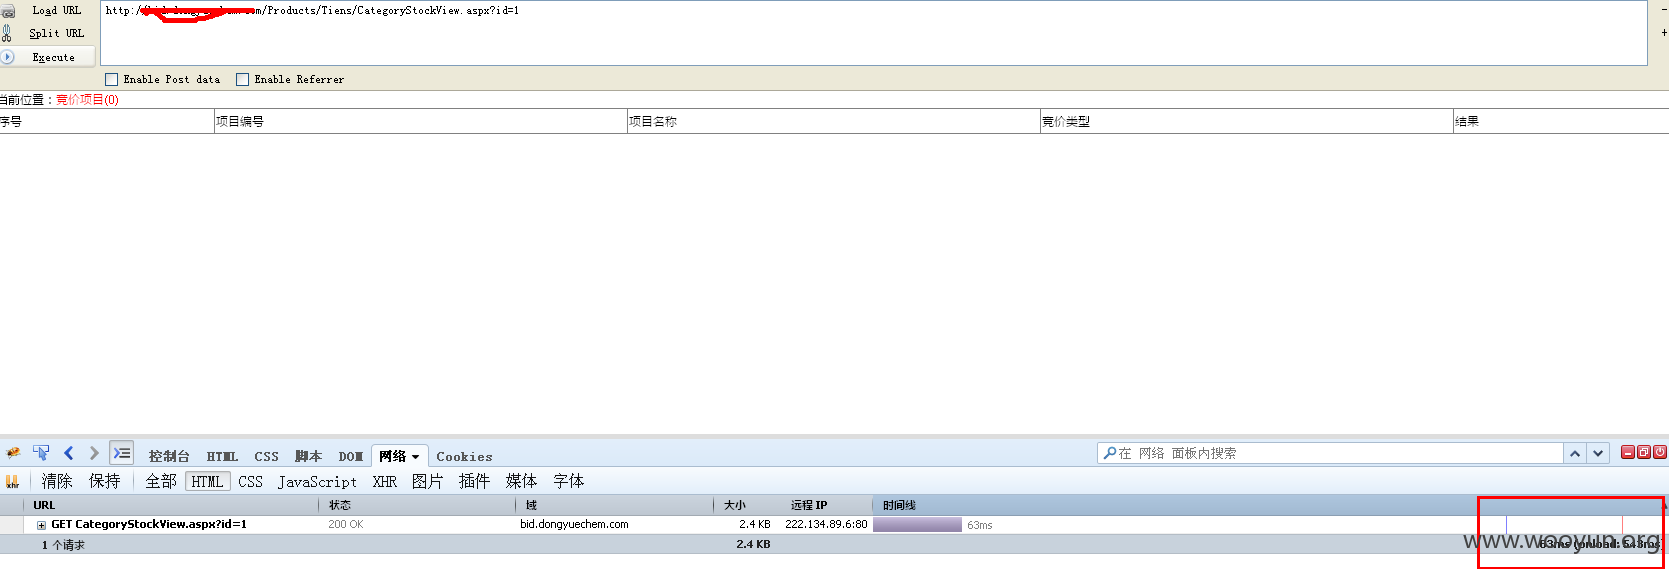 Load URL
http://bid.dongyuechem.com/Products/Tiens/CategoryStockView.aspx?id=1
Split URL
Execute
Enable Post data Enable Referrer
当前位置：竞价项目(0)
序号 项目编号 项目名称 竞价类型 结果
控制台 HTML CSS 脚本 DOM 网络 Cookies 在 网络 面板内搜索
清除 保持 全部 HTML CSS JavaScript XHR 图片 插件 媒体 字体
URL 状态 域 大小 远程 IP 时间线
GET CategoryStockView.aspx?id=1 200 OK bid.dongyuechem.com 2.4 KB 222.134.89.6:80 63ms
1 个请求 2.4 KB 63ms (onload: 543ms)
www.wooyun.org